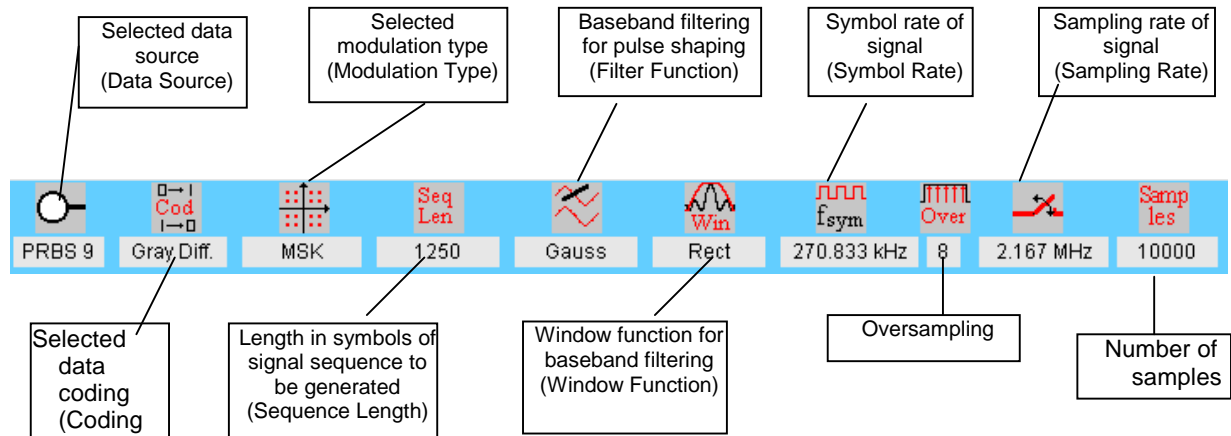 Selected data
source
(Data Source)
Selected
modulation type
(Modulation Type)
Baseband filtering
for pulse shaping
(Filter Function)
Symbol rate of
signal
(Symbol Rate)
Sampling rate of
signal
(Sampling Rate)
Cod
Seq
Len
Win
fsym
Over
Samp
les
PRBS 9
Gray Diff.
MSK
1250
Gauss
Rect
270.833 kHz
8
2.167 MHz
10000
Selected
data
coding
(Coding
Length in symbols of
signal sequence to
be generated
(Sequence Length)
Window function for
baseband filtering
(Window Function)
Oversampling
Number of
samples